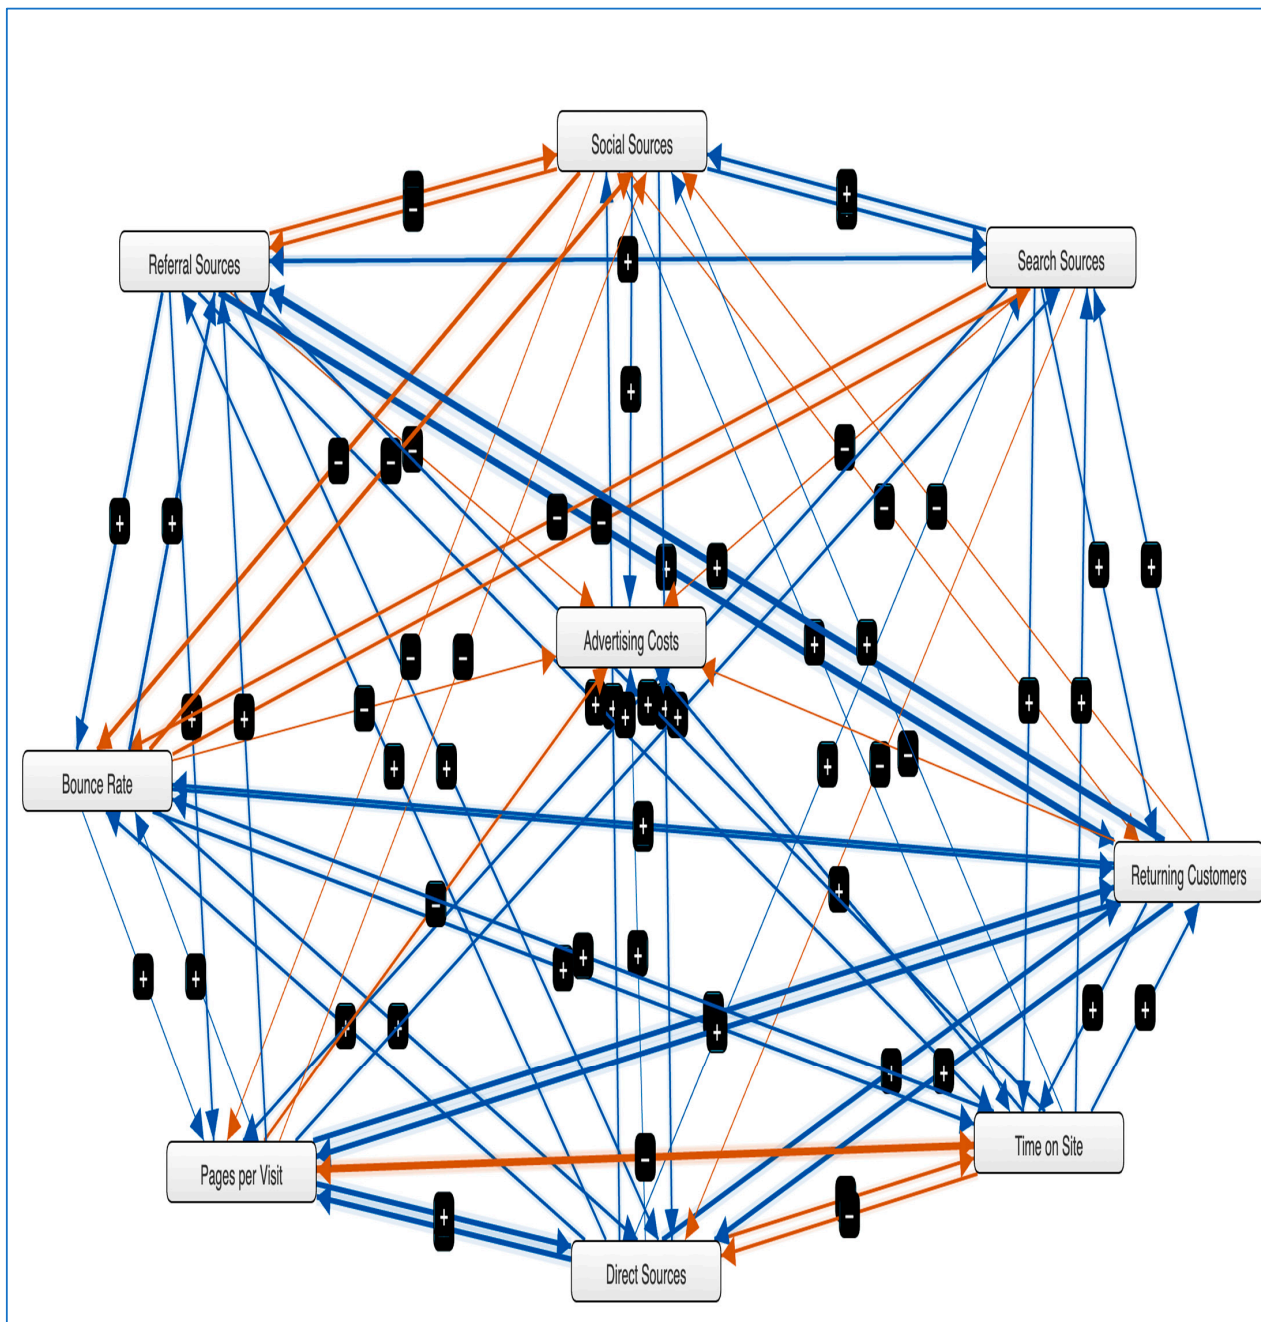 Social Sources
Referral Sources
Search Sources
Advertising Costs
Bounce Rate
Returning Customers
Time on Site
Pages per Visit
Direct Sources